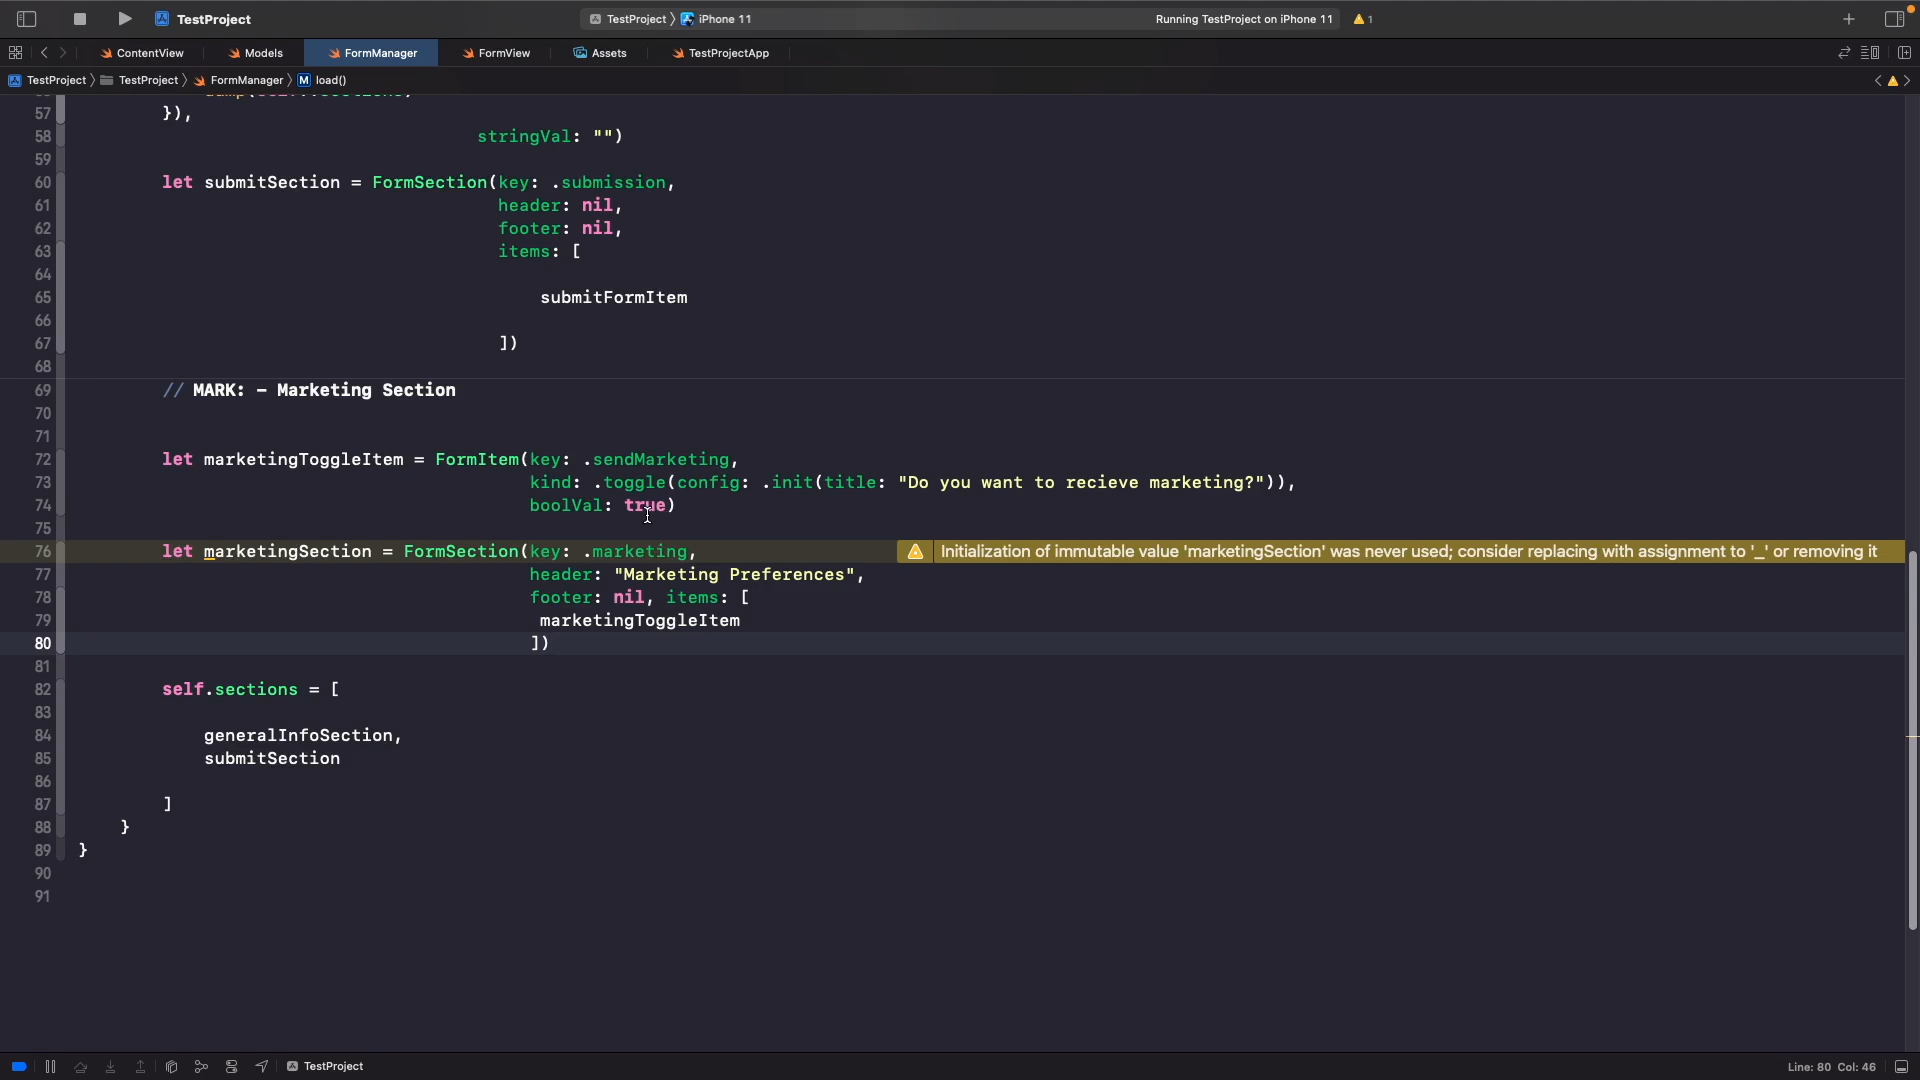 TestProject
TestProject 〉 iPhone 11
Running TestProject on iPhone 11
1
ContentView
Models
FormManager
FormView
Assets
TestProjectApp
TestProject 〉 TestProject 〉 FormManager 〉 M load()
57 }),
58 stringVal: "")
59
60 let submitSection = FormSection(key: .submission,
61 header: nil,
62 footer: nil,
63 items: [
64
65 submitFormItem
66
67 ])
68
69 // MARK: - Marketing Section
70
71
72 let marketingToggleItem = FormItem(key: .sendMarketing,
73 kind: .toggle(config: .init(title: "Do you want to recieve marketing?")),
74 boolVal: true)
75
76 let marketingSection = FormSection(key: .marketing,
Initialization of immutable value 'marketingSection' was never used; consider replacing with assignment to '_' or removing it
77 header: "Marketing Preferences",
78 footer: nil, items: [
79 marketingToggleItem
80 ])
81
82 self.sections = [
83
84 generalInfoSection,
85 submitSection
86
87 ]
88 }
89 }
90
91
TestProject
Line: 80 Col: 46